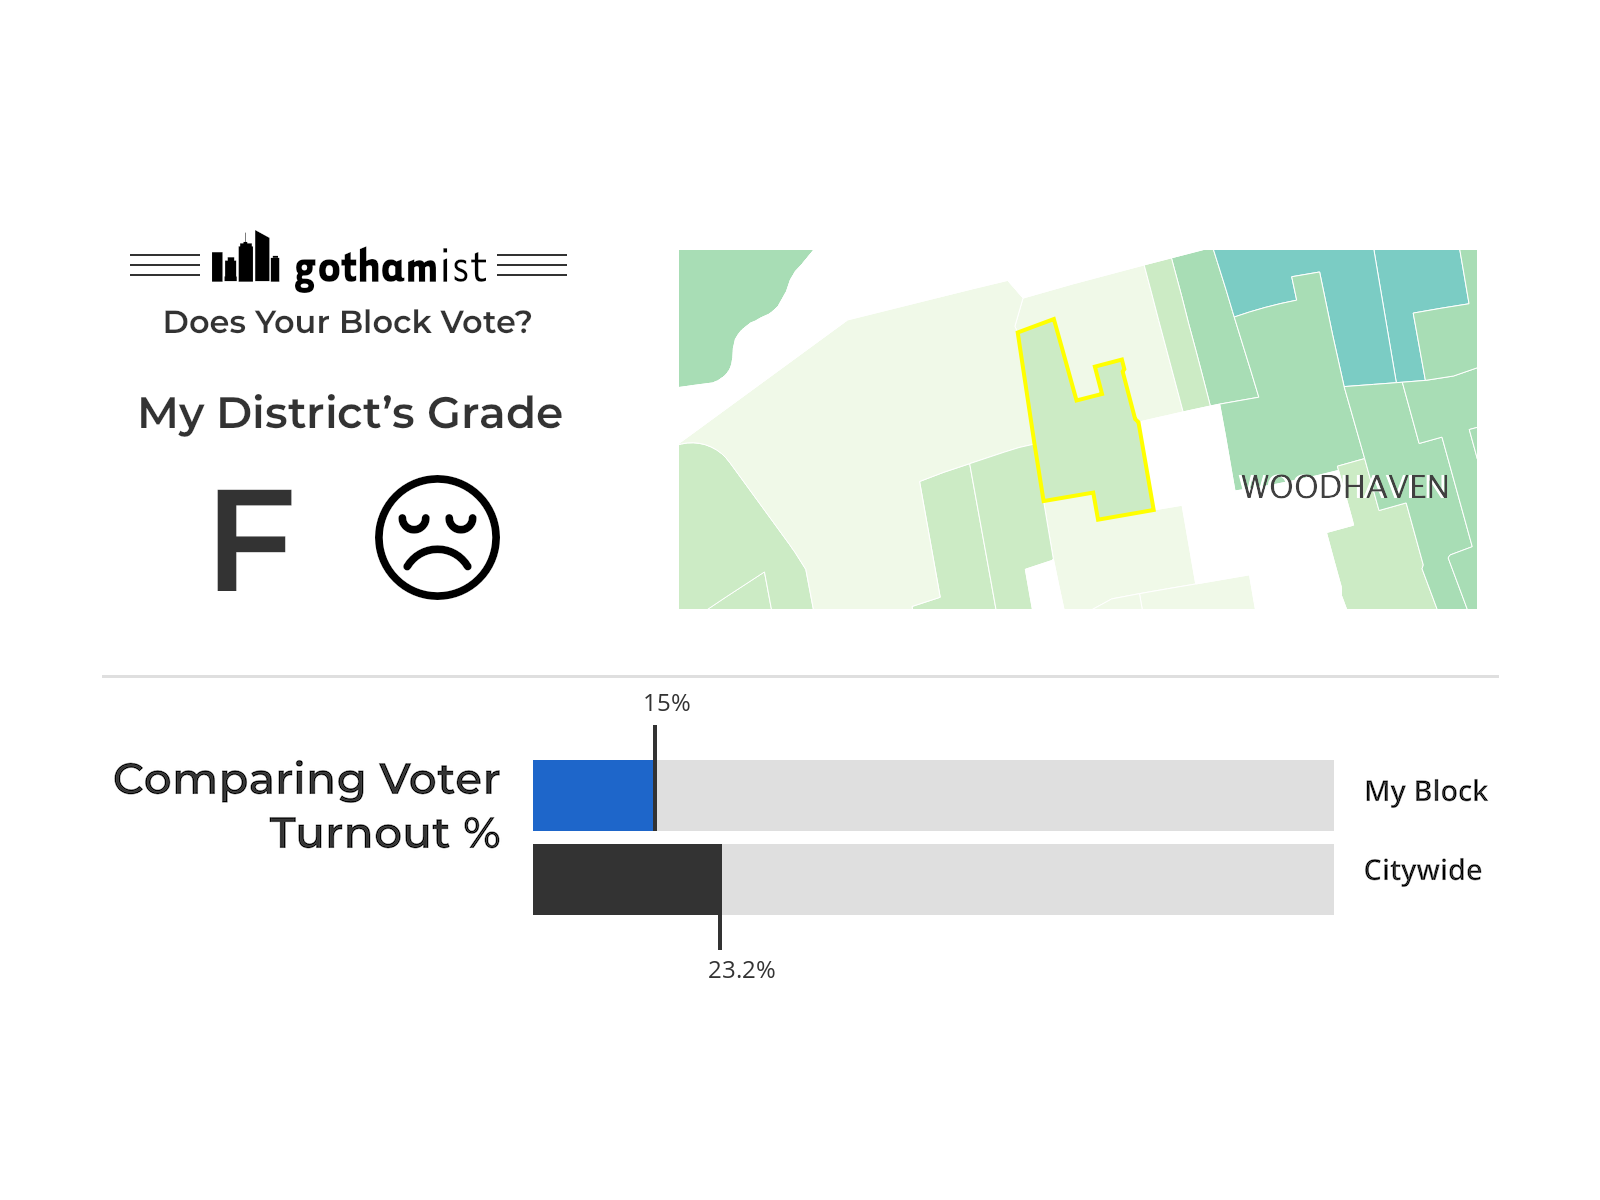 gothamist
Does Your Block Vote?
My District's Grade
F
WOODHAVEN
15%
Comparing Voter
Turnout %
My Block
Citywide
23.2%